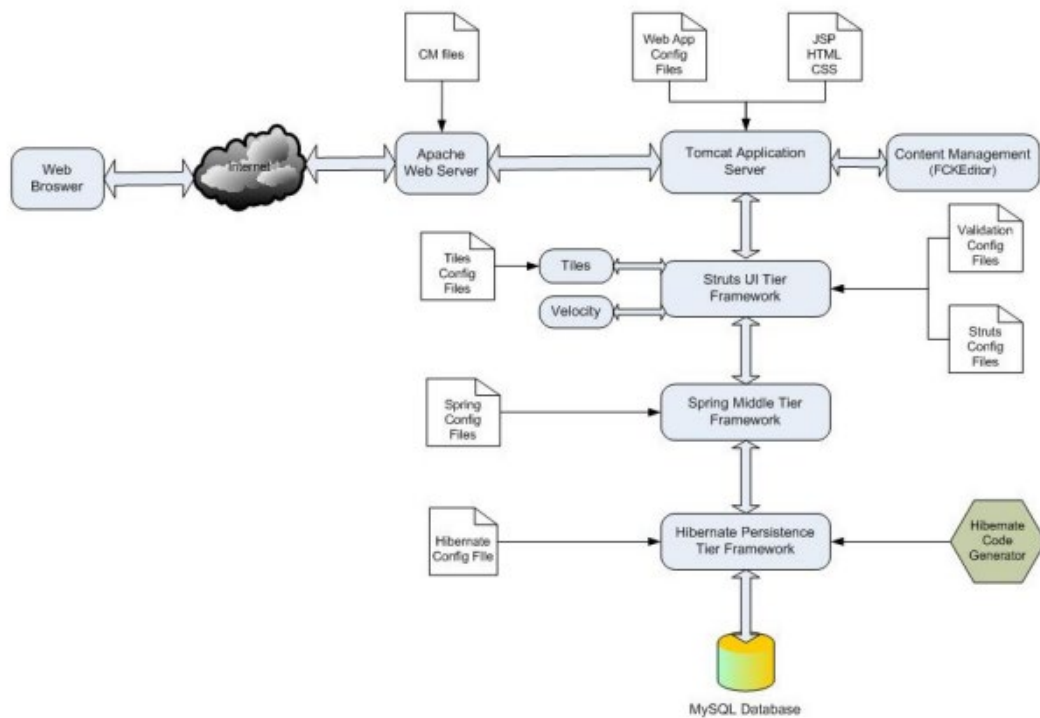 CM files
Web App
Config
Files
JSP
HTML
CSS
Web
Broswer
Internet
Apache
Web Server
Tomcat Application
Server
Content Management
(FCKEditor)
Tiles
Config
Files
Tiles
Velocity
Struts UI Tier
Framework
Validation
Config
Files
Struts
Config
Files
Spring
Config
Files
Spring Middle Tier
Framework
Hibernate
Config File
Hibernate Persistence
Tier Framework
Hibernate
Code
Generator
MySQL Database